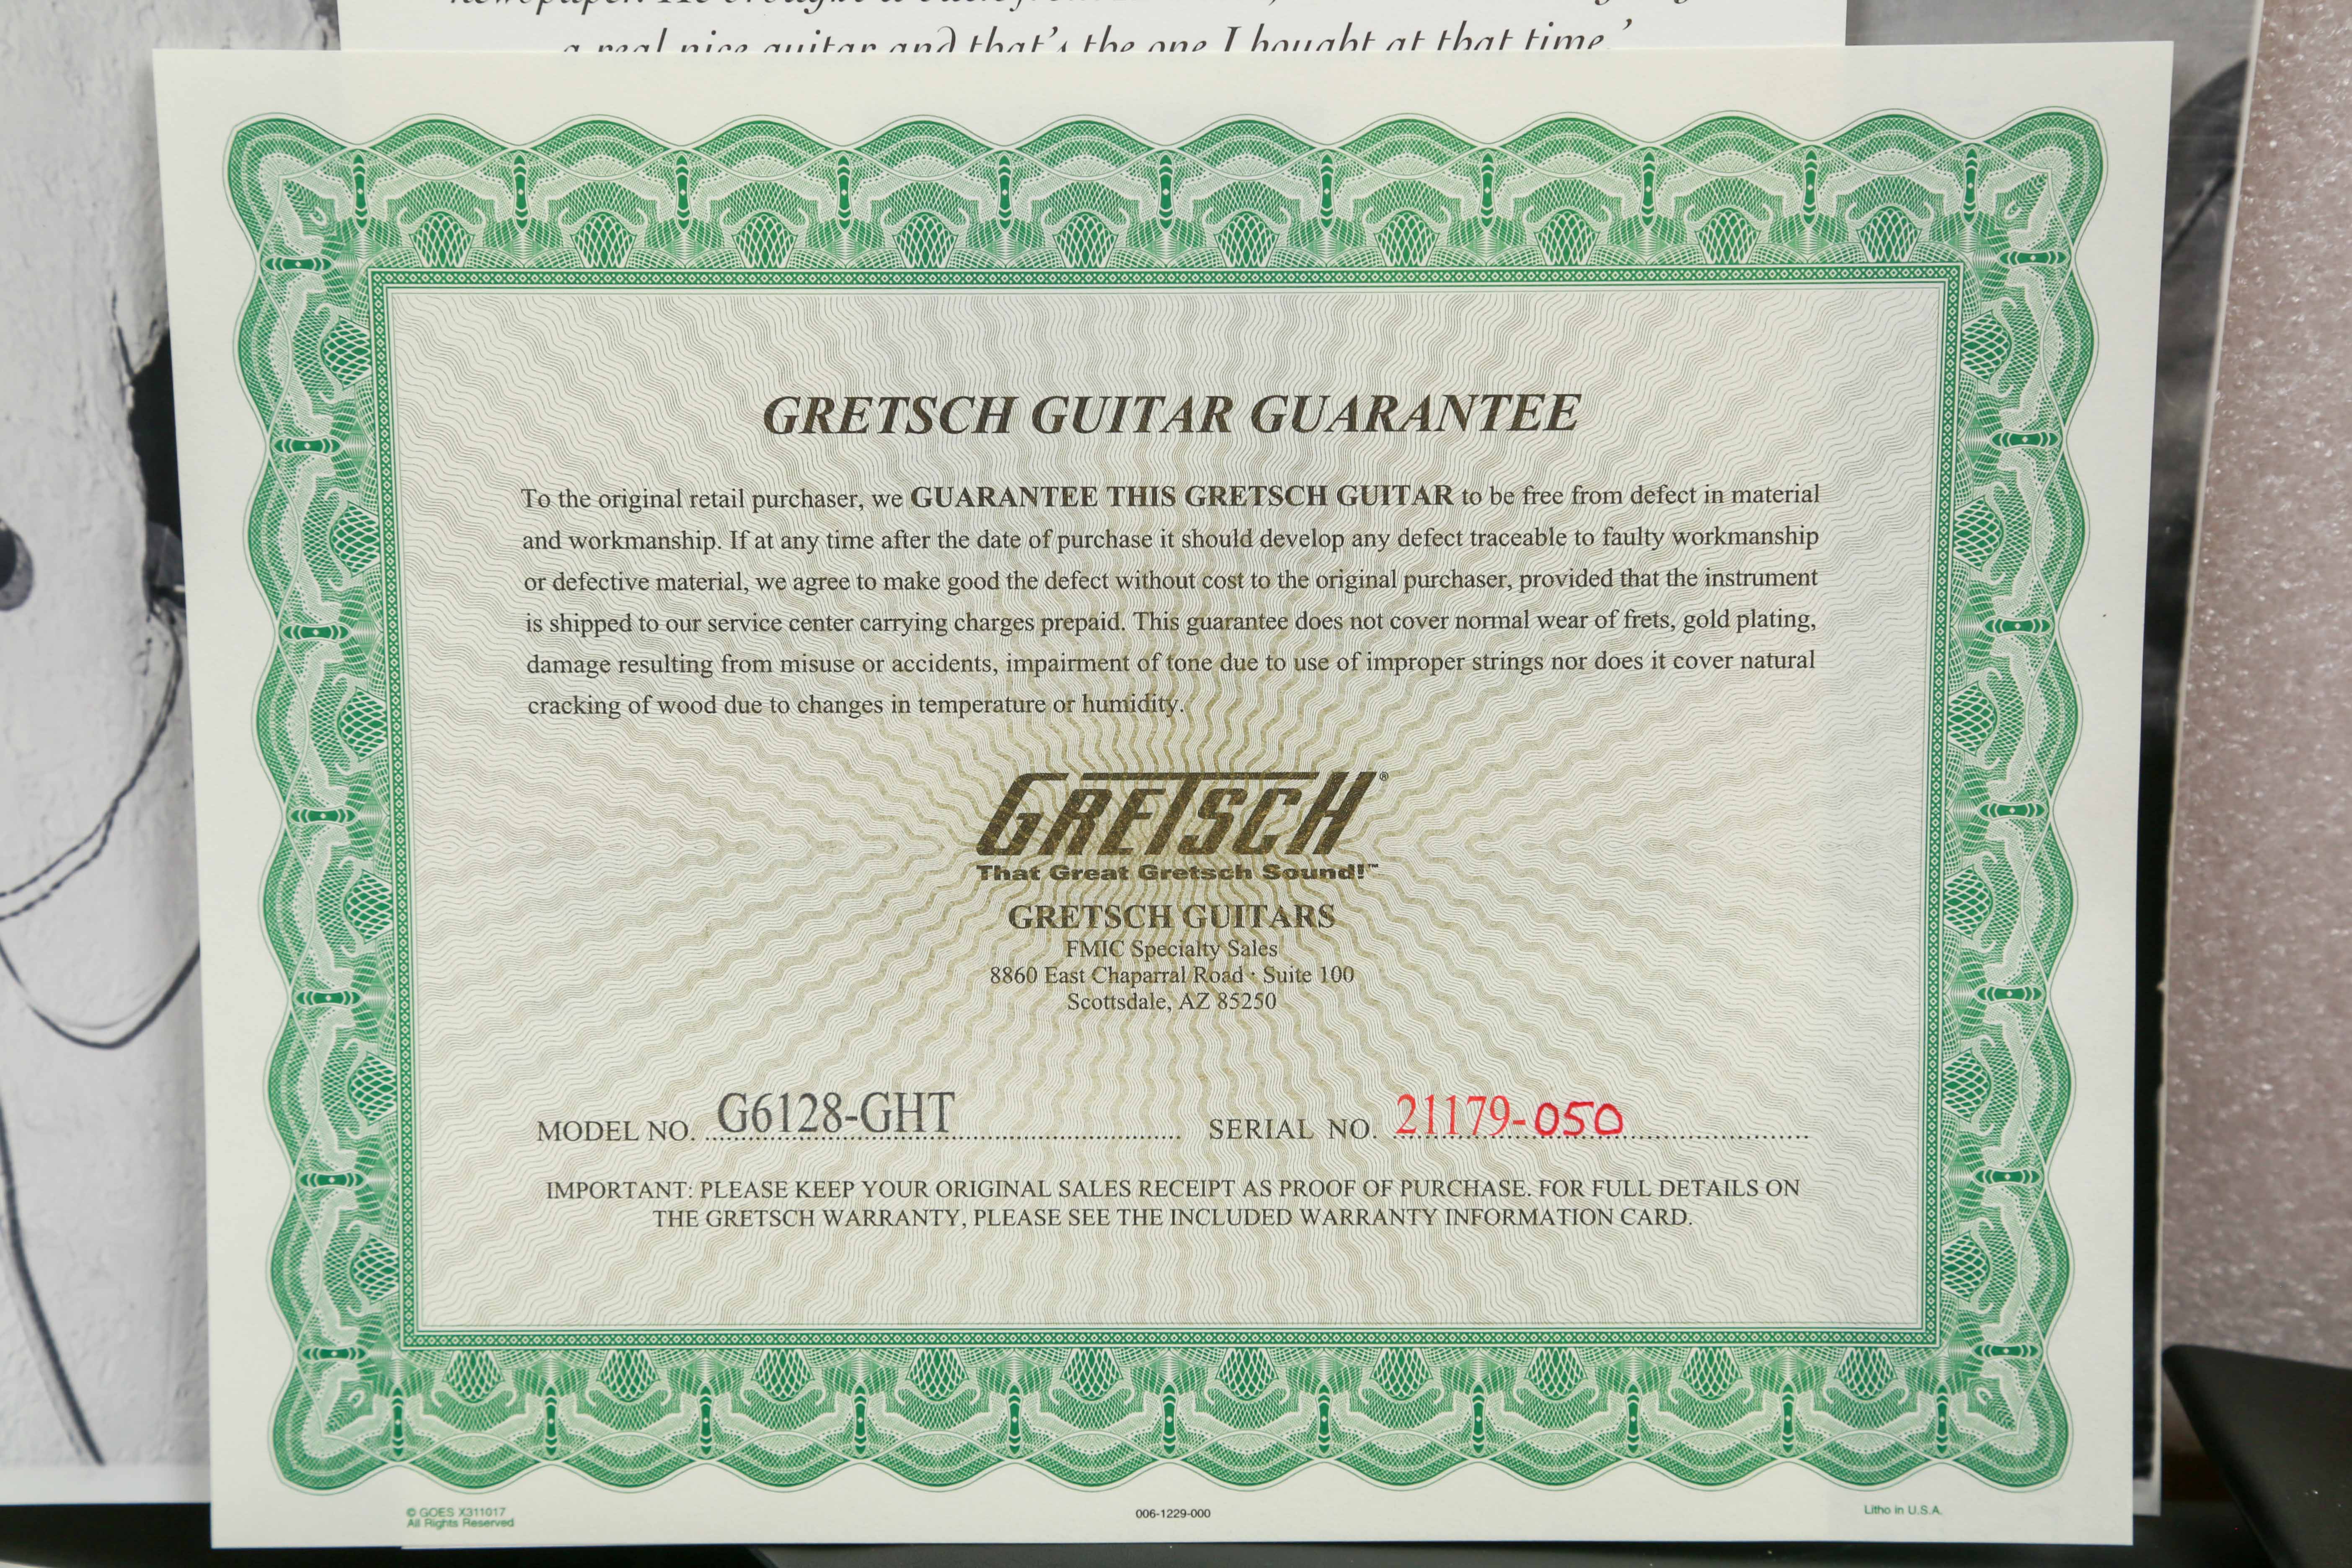 a real nice guitar and that's the one I bought at that time.'
GRETSCH GUITAR GUARANTEE
To the original retail purchaser, we GUARANTEE THIS GRETSCH GUITAR to be free from defect in material
and workmanship. If at any time after the date of purchase it should develop any defect traceable to faulty workmanship
or defective material, we agree to make good the defect without cost to the original purchaser, provided that the instrument
is shipped to our service center carrying charges prepaid. This guarantee does not cover normal wear of frets, gold plating,
damage resulting from misuse or accidents, impairment of tone due to use of improper strings nor does it cover natural
cracking of wood due to changes in temperature or humidity.
GRETSCH®
That Great Gretsch Sound!™
GRETSCH GUITARS
FMIC Specialty Sales
8860 East Chaparral Road · Suite 100
Scottsdale, AZ 85250
MODEL NO. G6128-GHT SERIAL NO. 21179-050
IMPORTANT: PLEASE KEEP YOUR ORIGINAL SALES RECEIPT AS PROOF OF PURCHASE. FOR FULL DETAILS ON
THE GRETSCH WARRANTY, PLEASE SEE THE INCLUDED WARRANTY INFORMATION CARD.
© GOES X311017
All Rights Reserved
006-1229-000
Litho in U.S.A.